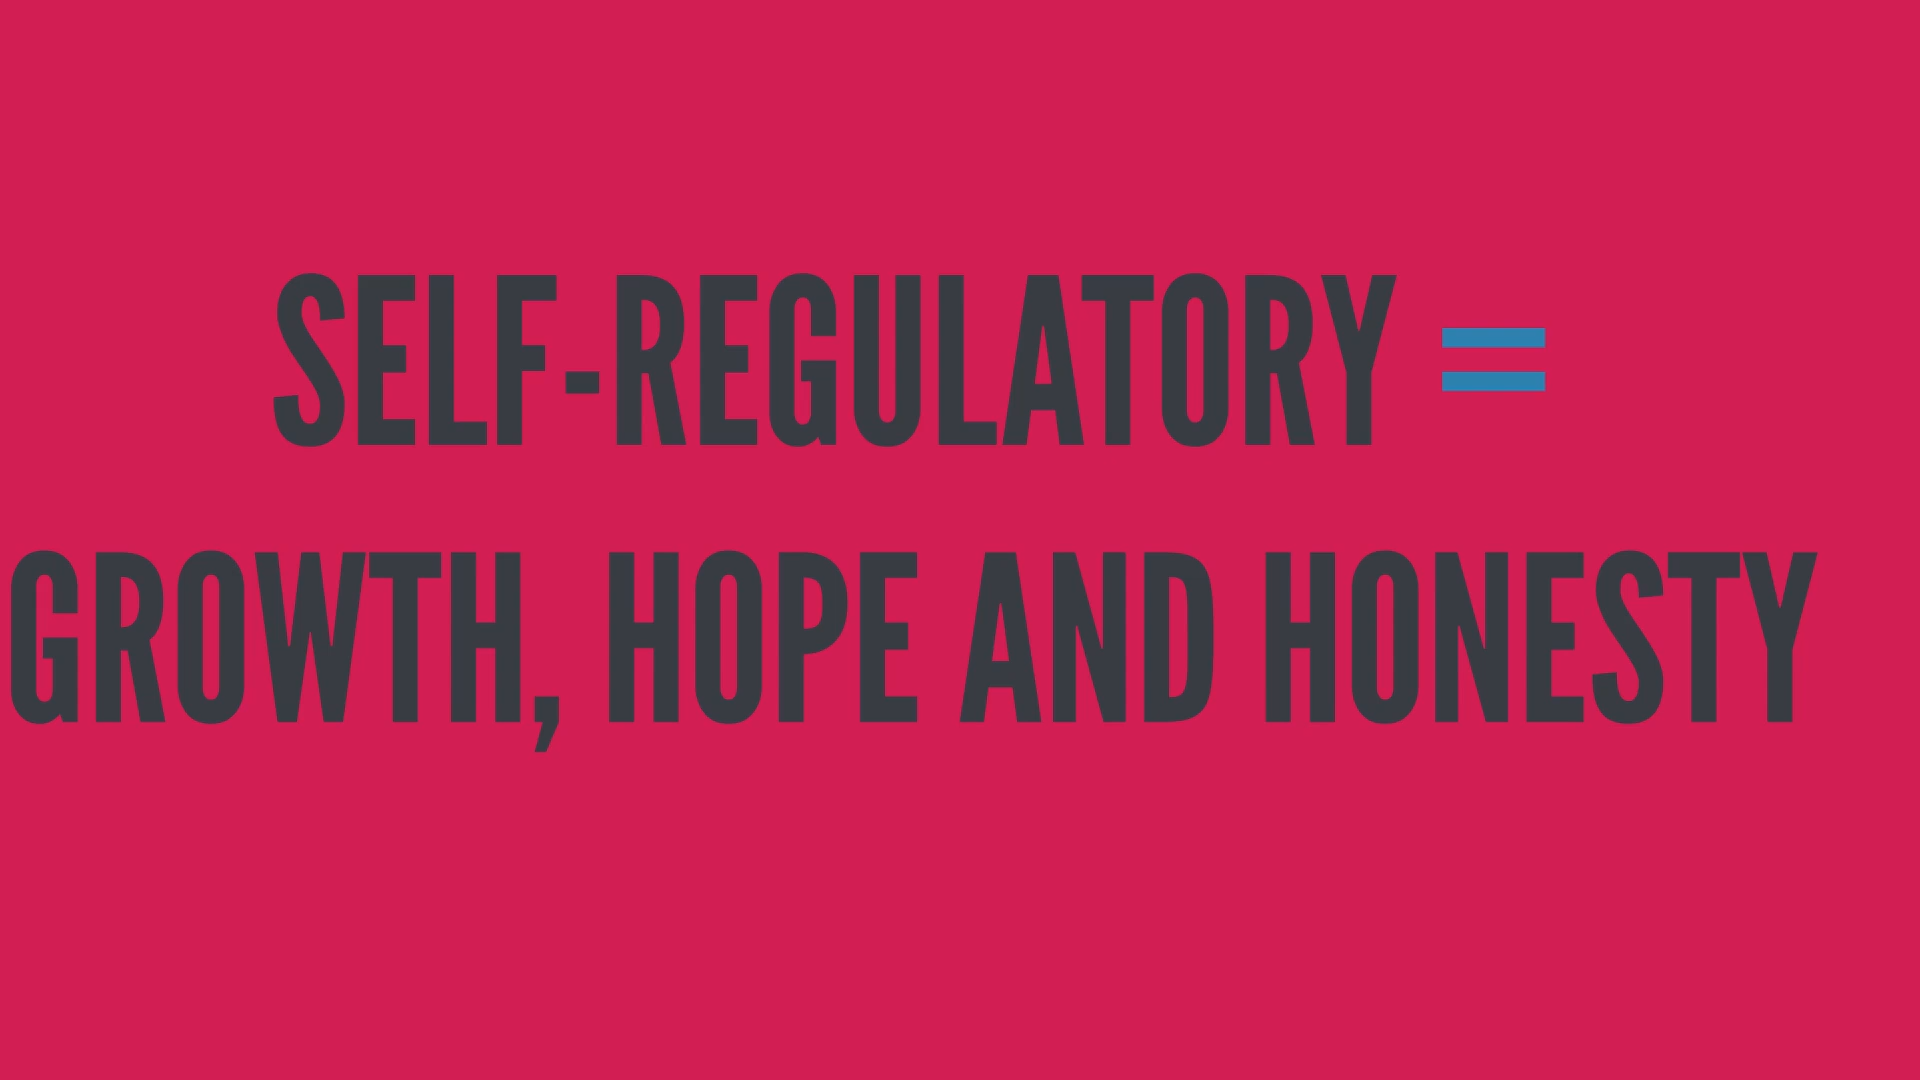 SELF-REGULATORY =
GROWTH, HOPE AND HONESTY